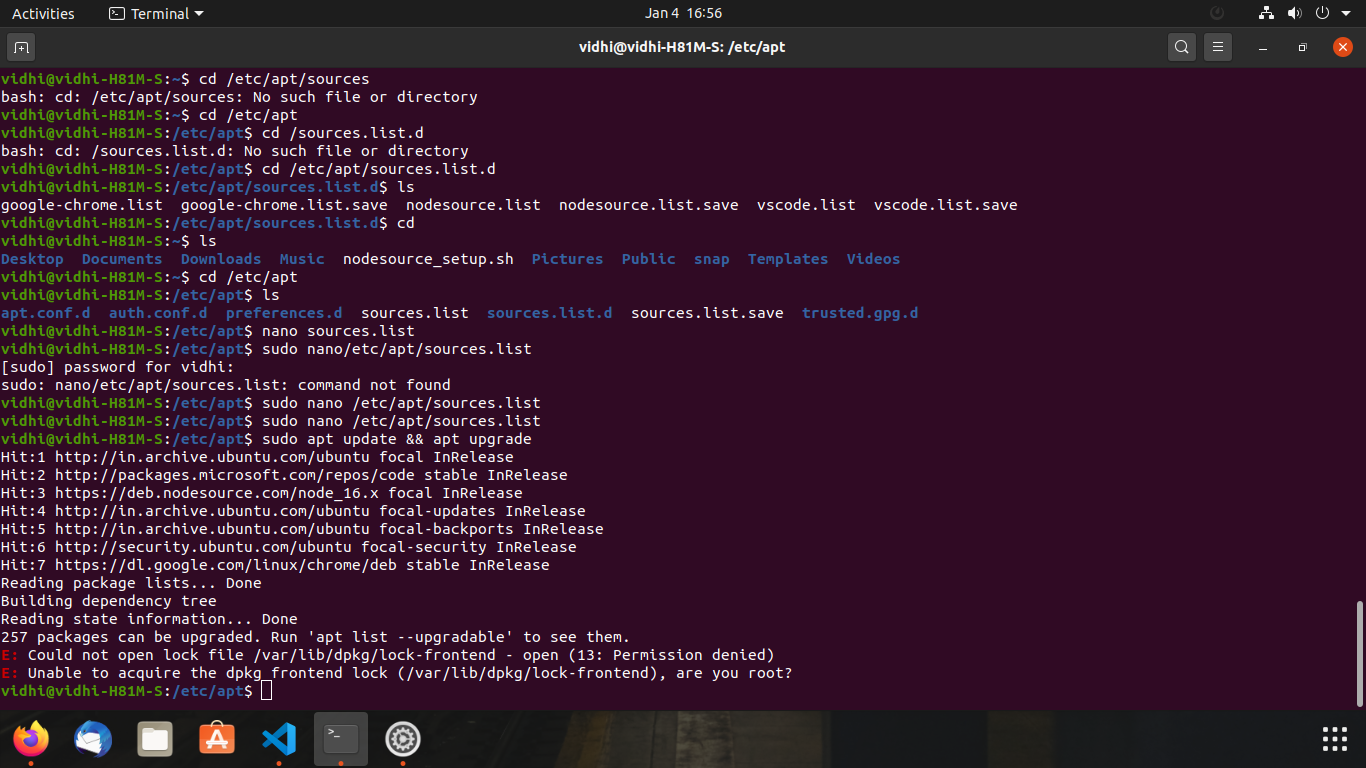 Activities
Terminal
Jan 4 16:56
vidhi@vidhi-H81M-S: /etc/apt
vidhi@vidhi-H81M-S:~$ cd /etc/apt/sources
bash: cd: /etc/apt/sources: No such file or directory
vidhi@vidhi-H81M-S:~$ cd /etc/apt
vidhi@vidhi-H81M-S:/etc/apt$ cd /sources.list.d
bash: cd: /sources.list.d: No such file or directory
vidhi@vidhi-H81M-S:/etc/apt$ cd /etc/apt/sources.list.d
vidhi@vidhi-H81M-S:/etc/apt/sources.list.d$ ls
google-chrome.list  google-chrome.list.save  nodesource.list  nodesource.list.save  vscode.list  vscode.list.save
vidhi@vidhi-H81M-S:/etc/apt/sources.list.d$ cd
vidhi@vidhi-H81M-S:~$ ls
Desktop  Documents  Downloads  Music  nodesource_setup.sh  Pictures  Public  snap  Templates  Videos
vidhi@vidhi-H81M-S:~$ cd /etc/apt
vidhi@vidhi-H81M-S:/etc/apt$ ls
apt.conf.d  auth.conf.d  preferences.d  sources.list  sources.list.d  sources.list.save  trusted.gpg.d
vidhi@vidhi-H81M-S:/etc/apt$ nano sources.list
vidhi@vidhi-H81M-S:/etc/apt$ sudo nano/etc/apt/sources.list
[sudo] password for vidhi:
sudo: nano/etc/apt/sources.list: command not found
vidhi@vidhi-H81M-S:/etc/apt$ sudo nano /etc/apt/sources.list
vidhi@vidhi-H81M-S:/etc/apt$ sudo nano /etc/apt/sources.list
vidhi@vidhi-H81M-S:/etc/apt$ sudo apt update && apt upgrade
Hit:1 http://in.archive.ubuntu.com/ubuntu focal InRelease
Hit:2 http://packages.microsoft.com/repos/code stable InRelease
Hit:3 https://deb.nodesource.com/node_16.x focal InRelease
Hit:4 http://in.archive.ubuntu.com/ubuntu focal-updates InRelease
Hit:5 http://in.archive.ubuntu.com/ubuntu focal-backports InRelease
Hit:6 http://security.ubuntu.com/ubuntu focal-security InRelease
Hit:7 https://dl.google.com/linux/chrome/deb stable InRelease
Reading package lists... Done
Building dependency tree
Reading state information... Done
257 packages can be upgraded. Run 'apt list --upgradable' to see them.
E: Could not open lock file /var/lib/dpkg/lock-frontend - open (13: Permission denied)
E: Unable to acquire the dpkg frontend lock (/var/lib/dpkg/lock-frontend), are you root?
vidhi@vidhi-H81M-S:/etc/apt$